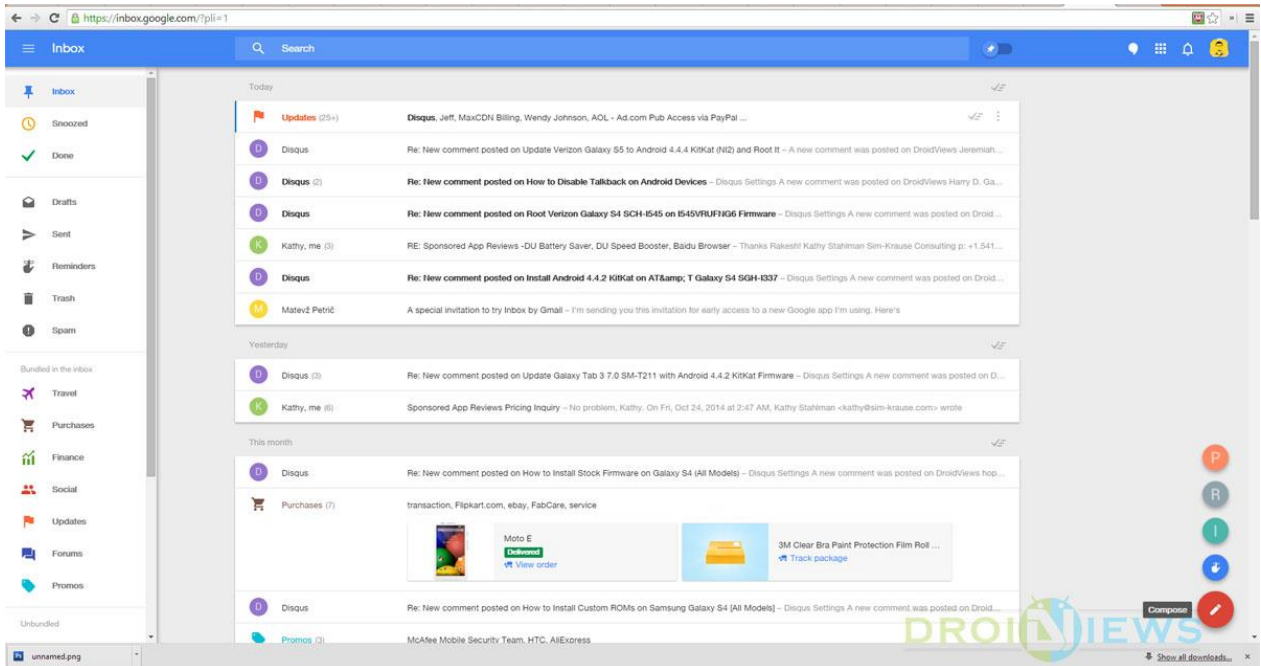 https://inbox.google.com/?pli=1
Inbox
Search
Inbox
Snoozed
Done
Drafts
Sent
Reminders
Trash
Spam
Bundled in the inbox
Travel
Purchases
Finance
Social
Updates
Forums
Promos
Unbundled
Today
Updates (25+) Disqus, Jeff, MaxCDN Billing, Wendy Johnson, AOL - Ad.com Pub Access via PayPal ...
D Disqus Re: New comment posted on Update Verizon Galaxy S5 to Android 4.4.4 KitKat (NI2) and Root It – A new comment was posted on DroidViews Jeremiah...
D Disqus (2) Re: New comment posted on How to Disable Talkback on Android Devices – Disqus Settings A new comment was posted on DroidViews Harry D. Ga...
D Disqus Re: New comment posted on Root Verizon Galaxy S4 SCH-I545 on I545VRUFNG6 Firmware – Disqus Settings A new comment was posted on Droid...
K Kathy, me (3) RE: Sponsored App Reviews -DU Battery Saver, DU Speed Booster, Baidu Browser – Thanks Rakesh! Kathy Stahlman Sim-Krause Consulting p: +1.541...
D Disqus Re: New comment posted on Install Android 4.4.2 KitKat on AT&amp; T Galaxy S4 SGH-I337 – Disqus Settings A new comment was posted on Droid...
M Matevž Petrič A special invitation to try Inbox by Gmail – I'm sending you this invitation for early access to a new Google app I'm using. Here's
Yesterday
D Disqus (3) Re: New comment posted on Update Galaxy Tab 3 7.0 SM-T211 with Android 4.4.2 KitKat Firmware – Disqus Settings A new comment was posted on D...
K Kathy, me (6) Sponsored App Reviews Pricing Inquiry – No problem, Kathy. On Fri, Oct 24, 2014 at 2:47 AM, Kathy Stahlman <kathy@sim-krause.com> wrote
This month
D Disqus Re: New comment posted on How to Install Stock Firmware on Galaxy S4 (All Models) – Disqus Settings A new comment was posted on DroidViews hop...
Purchases (7) transaction, Flipkart.com, ebay, FabCare, service
Moto E
Delivered
View order
3M Clear Bra Paint Protection Film Roll ...
Track package
D Disqus Re: New comment posted on How to Install Custom ROMs on Samsung Galaxy S4 [All Models] – Disqus Settings A new comment was posted on Droid...
Promos (3) McAfee Mobile Security Team, HTC, AliExpress
P
R
I
Compose
DROIDVIEWS
unnamed.png
Show all downloads...